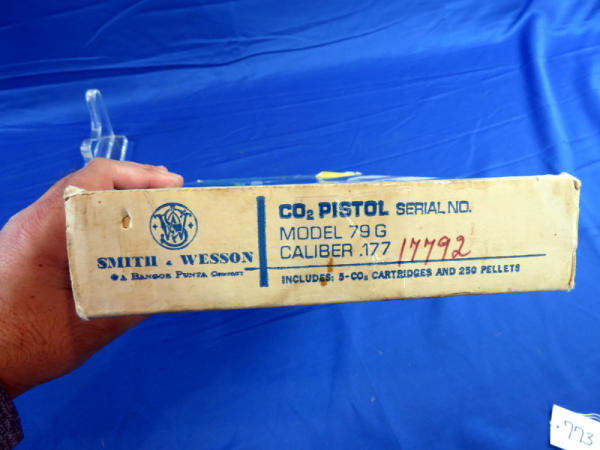 SW
SMITH & WESSON
A BANGOR PUNTA COMPANY
CO₂ PISTOL SERIAL NO.
MODEL 79 G
CALIBER .177 17792
INCLUDES: 5-CO₂ CARTRIDGES AND 250 PELLETS
.773